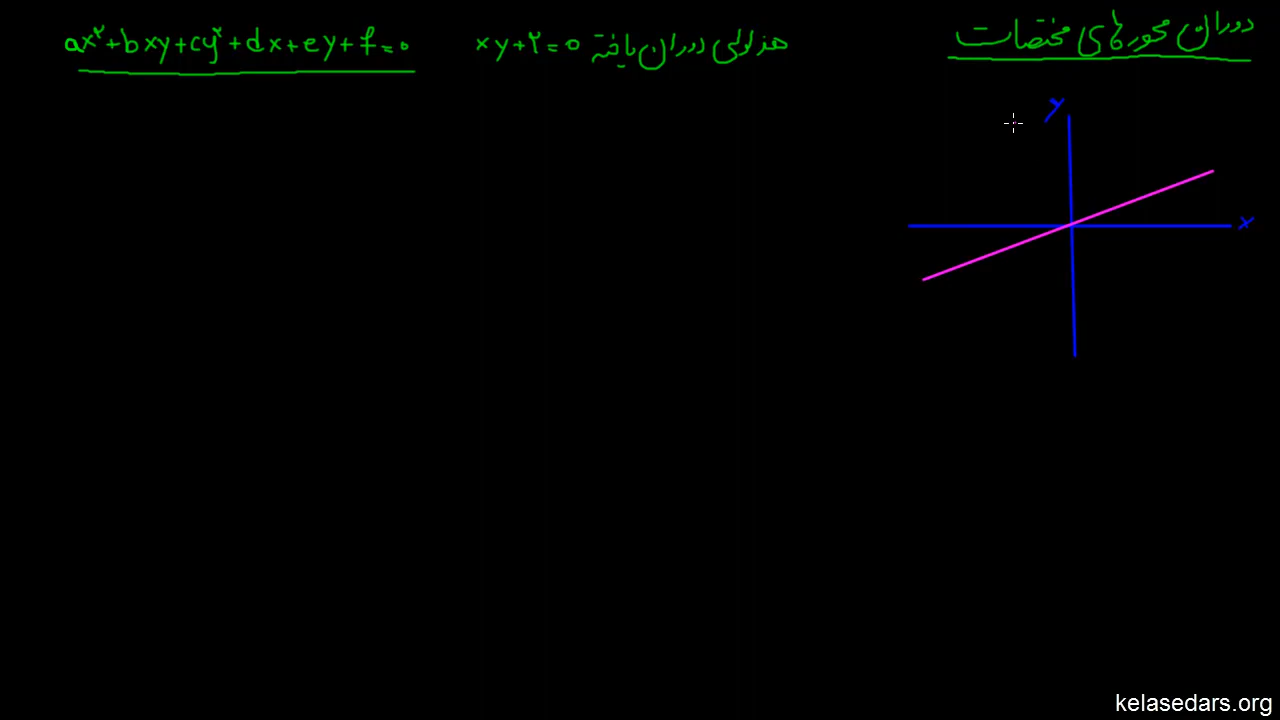 دوران محورهای مختصات
هذلولی دوران یافته xy+۲=۰
ax²+bxy+cy²+dx+ey+f=۰
y
x
kelasedars.org